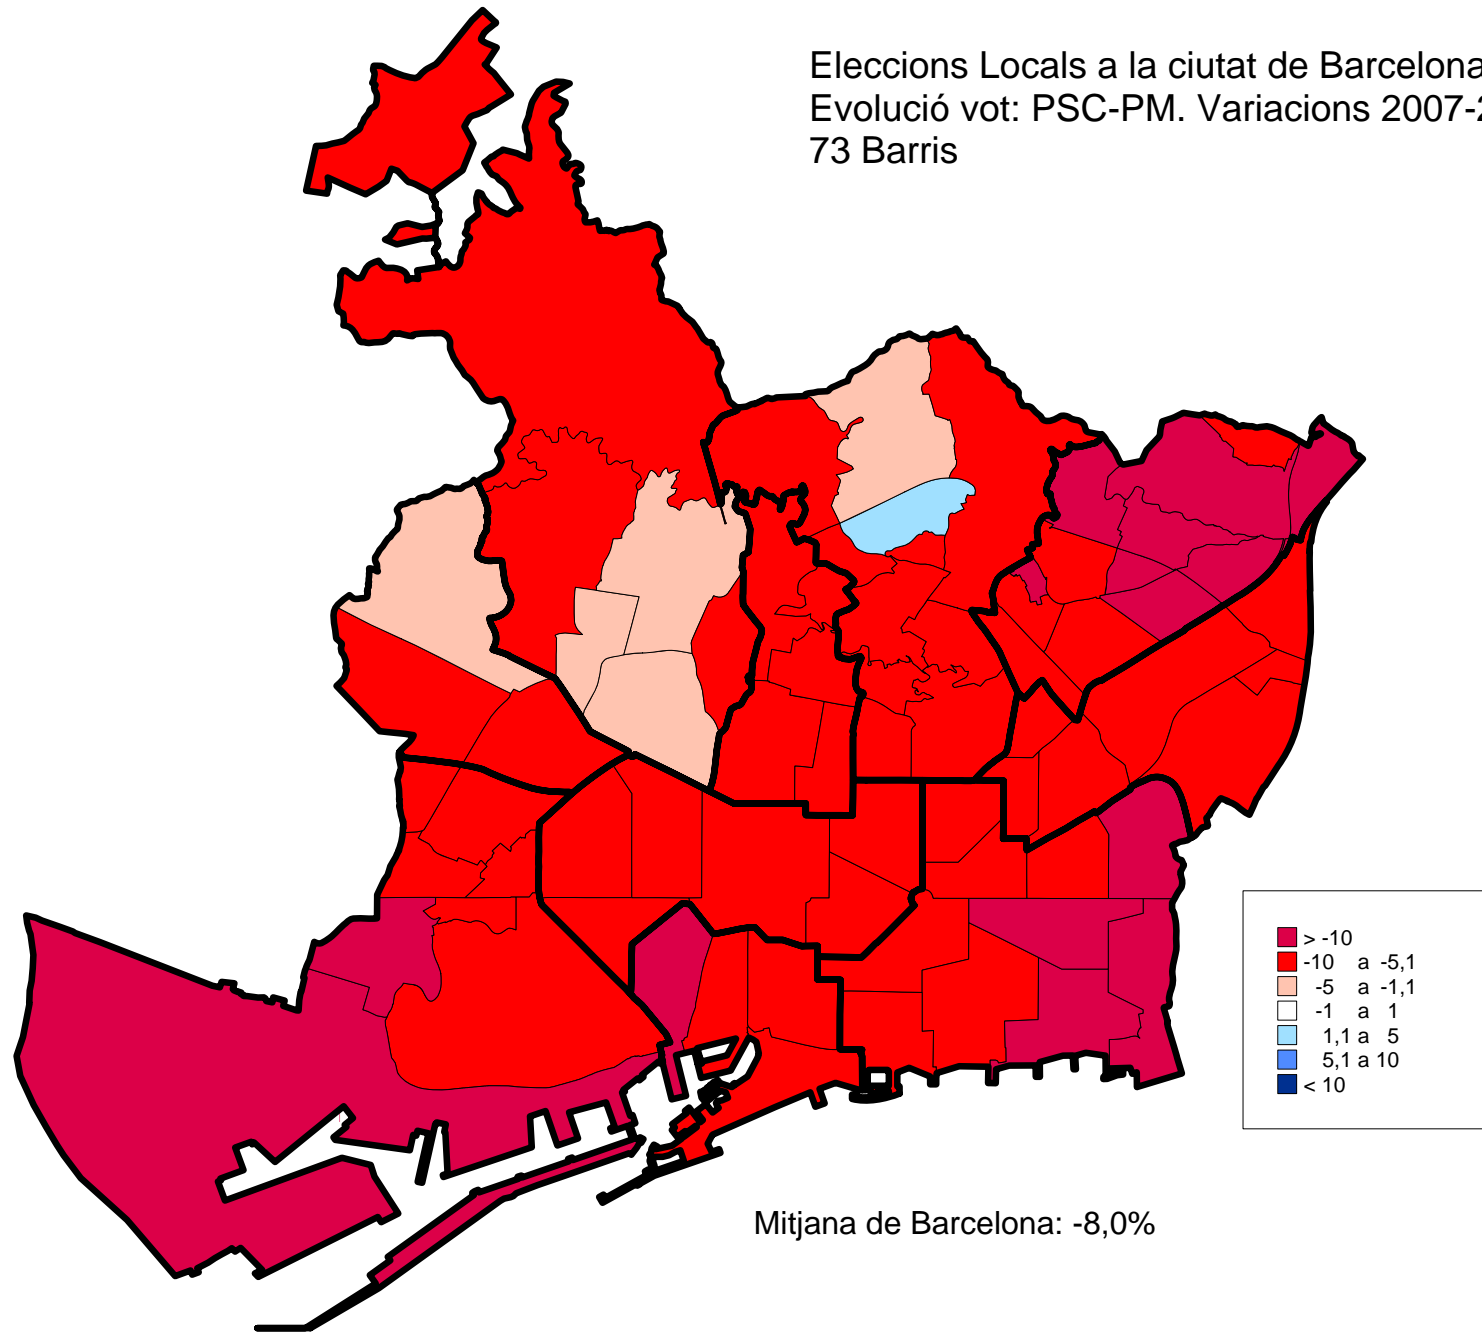 Eleccions Locals a la ciutat de Barcelona
Evolució vot: PSC-PM. Variacions 2007-2
73 Barris
> -10
-10 a -5,1
-5 a -1,1
-1 a 1
1,1 a 5
5,1 a 10
< 10
Mitjana de Barcelona: -8,0%